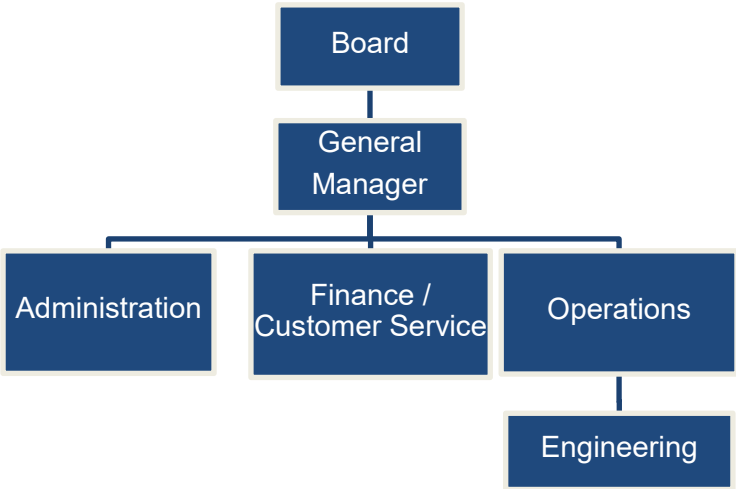 Board
General
Manager
Administration
Finance /
Customer Service
Operations
Engineering